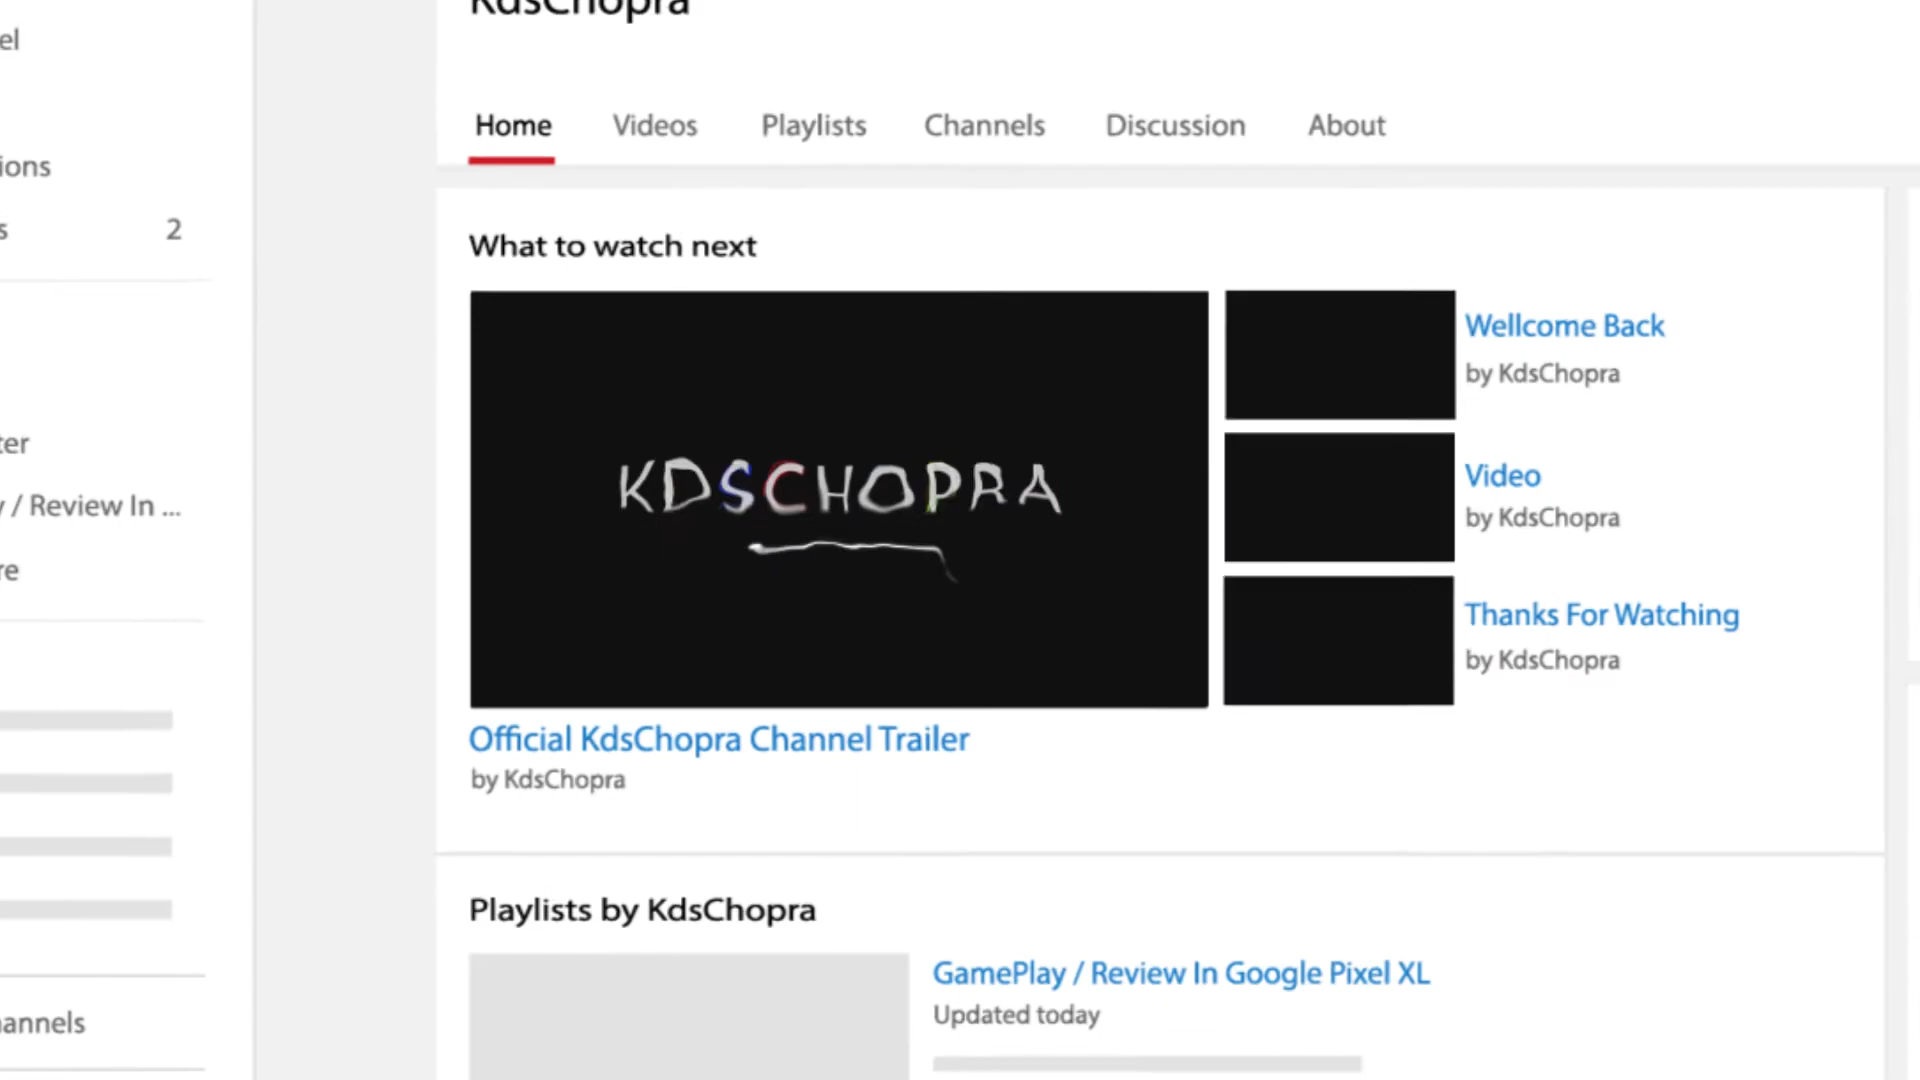 KdsChopra
el
Home Videos Playlists Channels Discussion About
ions
s 2
What to watch next
KDSCHOPRA
Wellcome Back
by KdsChopra
Video
by KdsChopra
Thanks For Watching
by KdsChopra
ter
y / Review In ...
re
Official KdsChopra Channel Trailer
by KdsChopra
Playlists by KdsChopra
GamePlay / Review In Google Pixel XL
Updated today
annels